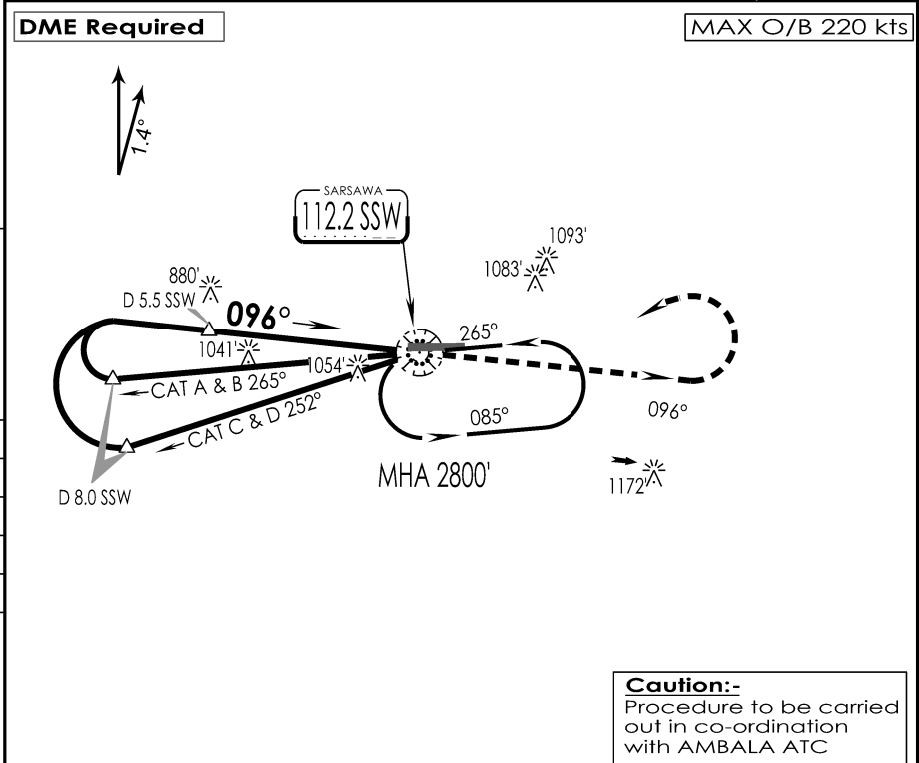 DME Required
MAX O/B 220 kts
1.4°
SARSAWA
112.2 SSW
1093'
1083'
880'
D 5.5 SSW
096°
265°
1041'
1054'
CAT A & B 265°
CAT C & D 252°
085°
096°
MHA 2800'
1172'
D 8.0 SSW
Caution:-
Procedure to be carried
out in co-ordination
with AMBALA ATC